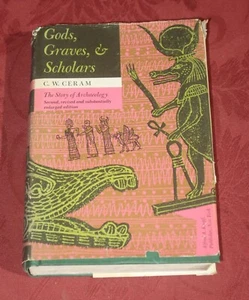 Gods,
Graves, &
Scholars
C. W. CERAM
The Story of Archaeology
Second, revised and substantially
enlarged edition